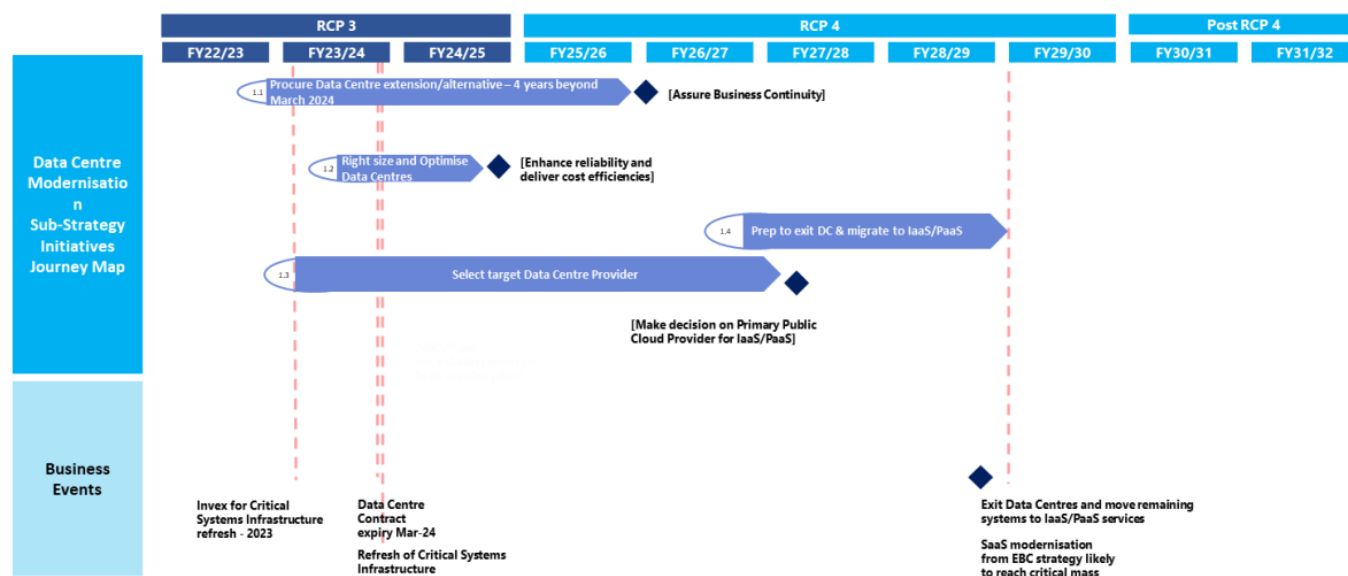 RCP 3
RCP 4
Post RCP 4
FY22/23
FY23/24
FY24/25
FY25/26
FY26/27
FY27/28
FY28/29
FY29/30
FY30/31
FY31/32
Data Centre
Modernisatio
n
Sub-Strategy
Initiatives
Journey Map
1.1
Procure Data Centre extension/alternative – 4 years beyond
March 2024
[Assure Business Continuity]
1.2
Right size and Optimise
Data Centres
[Enhance reliability and
deliver cost efficiencies]
1.4
Prep to exit DC & migrate to IaaS/PaaS
1.3
Select target Data Centre Provider
[Make decision on Primary Public
Cloud Provider for IaaS/PaaS]
Business
Events
Invex for Critical
Systems Infrastructure
refresh - 2023
Data Centre
Contract
expiry Mar-24
Refresh of Critical Systems
Infrastructure
Exit Data Centres and move remaining
systems to IaaS/PaaS services
SaaS modernisation
from EBC strategy likely
to reach critical mass